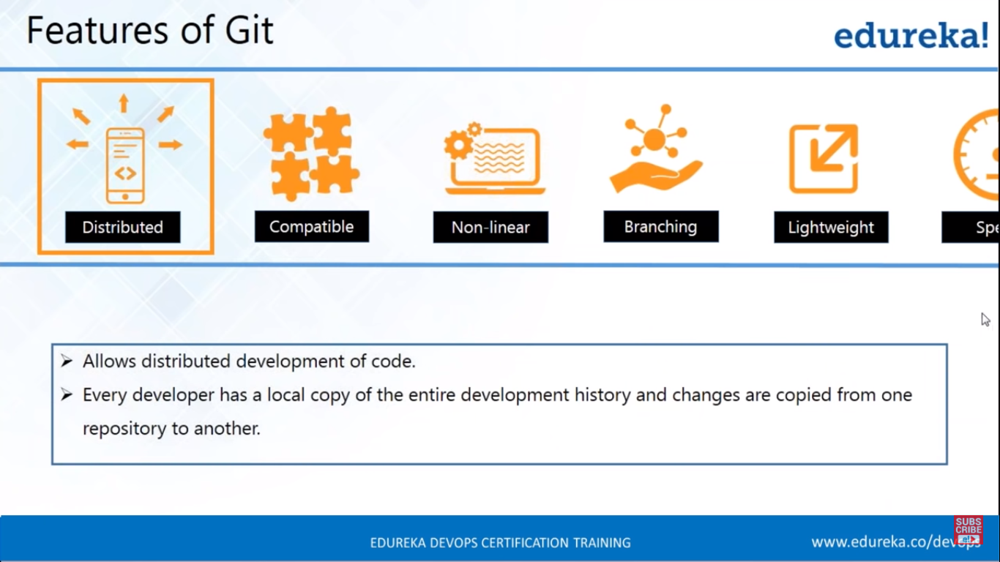 Features of Git
edureka!
Distributed
Compatible
Non-linear
Branching
Lightweight
➢ Allows distributed development of code.
➢ Every developer has a local copy of the entire development history and changes are copied from one
repository to another.
EDUREKA DEVOPS CERTIFICATION TRAINING
www.edureka.co/devops
SUBS
CRIBE